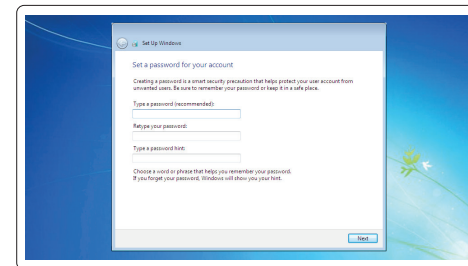 Set Up Windows
Set a password for your account
Creating a password is a smart security precaution that helps protect your user account from
unwanted users. Be sure to remember your password or keep it in a safe place.
Type a password (recommended):
Retype your password:
Type a password hint:
Choose a word or phrase that helps you remember your password.
If you forget your password, Windows will show you your hint.
Next